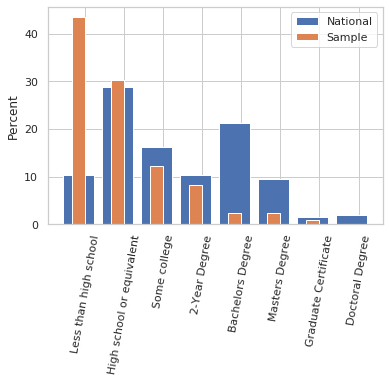 National
Sample
Percent
40
30
20
10
0
Less than high school
High school or equivalent
Some college
2-Year Degree
Bachelors Degree
Masters Degree
Graduate Certificate
Doctoral Degree